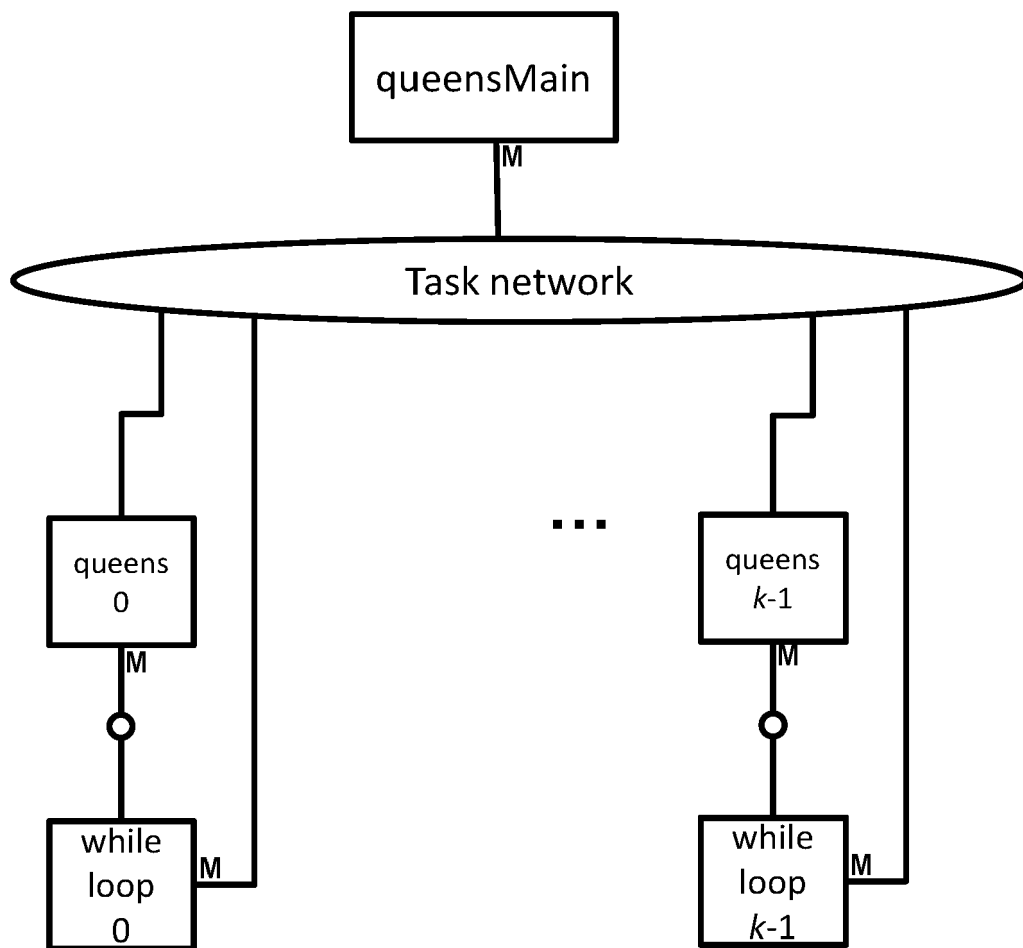 queensMain
M
Task network
...
queens
0
M
queens
k-1
M
while
loop
0
M
while
loop
k-1
M